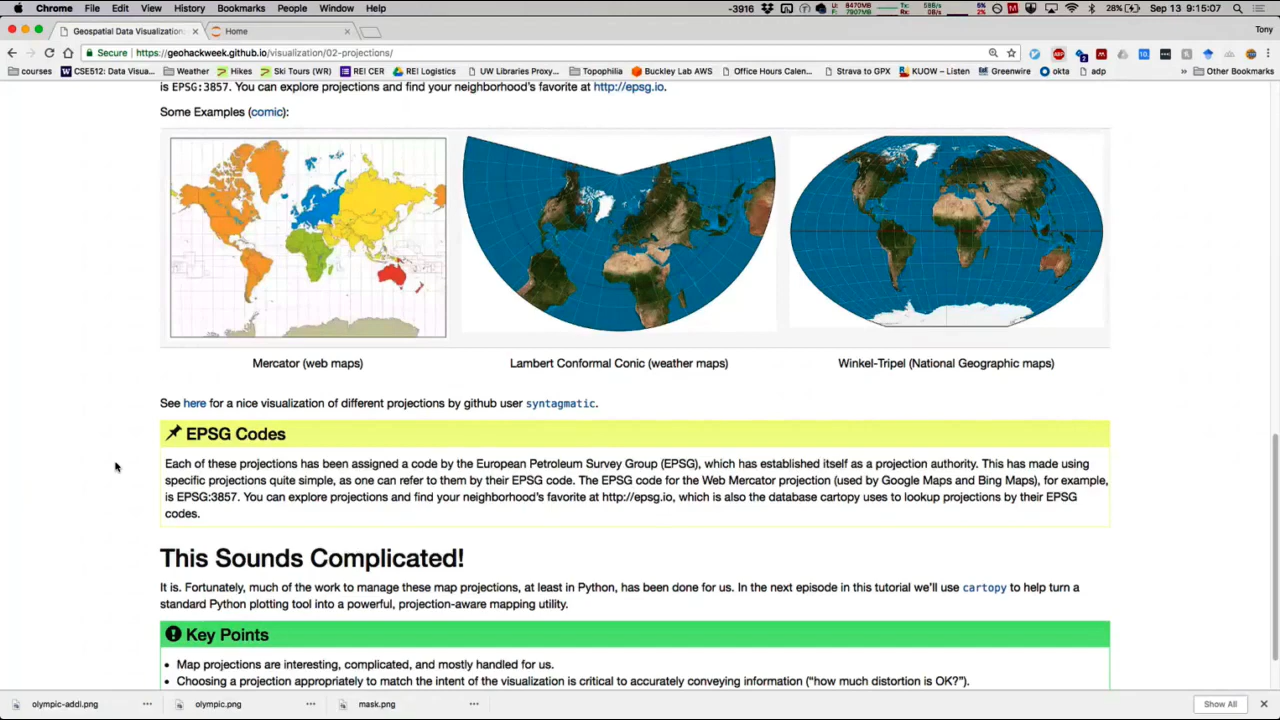 Chrome File Edit View History Bookmarks People Window Help -3916 28% Sep 13 9:15:07
Geospatial Data Visualization Home Tony
Secure https://geohackweek.github.io/visualization/02-projections/
courses CSE512: Data Visua... Weather Hikes Ski Tours (WR) REI CER REI Logistics UW Libraries Proxy... Topophilia Buckley Lab AWS Office Hours Calen... Strava to GPX KUOW – Listen Greenwire okta adp » Other Bookmarks
is EPSG:3857. You can explore projections and find your neighborhood's favorite at http://epsg.io.
Some Examples (comic):
Mercator (web maps) Lambert Conformal Conic (weather maps) Winkel-Tripel (National Geographic maps)
See here for a nice visualization of different projections by github user syntagmatic.
EPSG Codes
Each of these projections has been assigned a code by the European Petroleum Survey Group (EPSG), which has established itself as a projection authority. This has made using
specific projections quite simple, as one can refer to them by their EPSG code. The EPSG code for the Web Mercator projection (used by Google Maps and Bing Maps), for example,
is EPSG:3857. You can explore projections and find your neighborhood's favorite at http://epsg.io, which is also the database cartopy uses to lookup projections by their EPSG
codes.
This Sounds Complicated!
It is. Fortunately, much of the work to manage these map projections, at least in Python, has been done for us. In the next episode in this tutorial we'll use cartopy to help turn a
standard Python plotting tool into a powerful, projection-aware mapping utility.
Key Points
• Map projections are interesting, complicated, and mostly handled for us.
• Choosing a projection appropriately to match the intent of the visualization is critical to accurately conveying information ("how much distortion is OK?").
olympic-addl.png olympic.png mask.png Show All